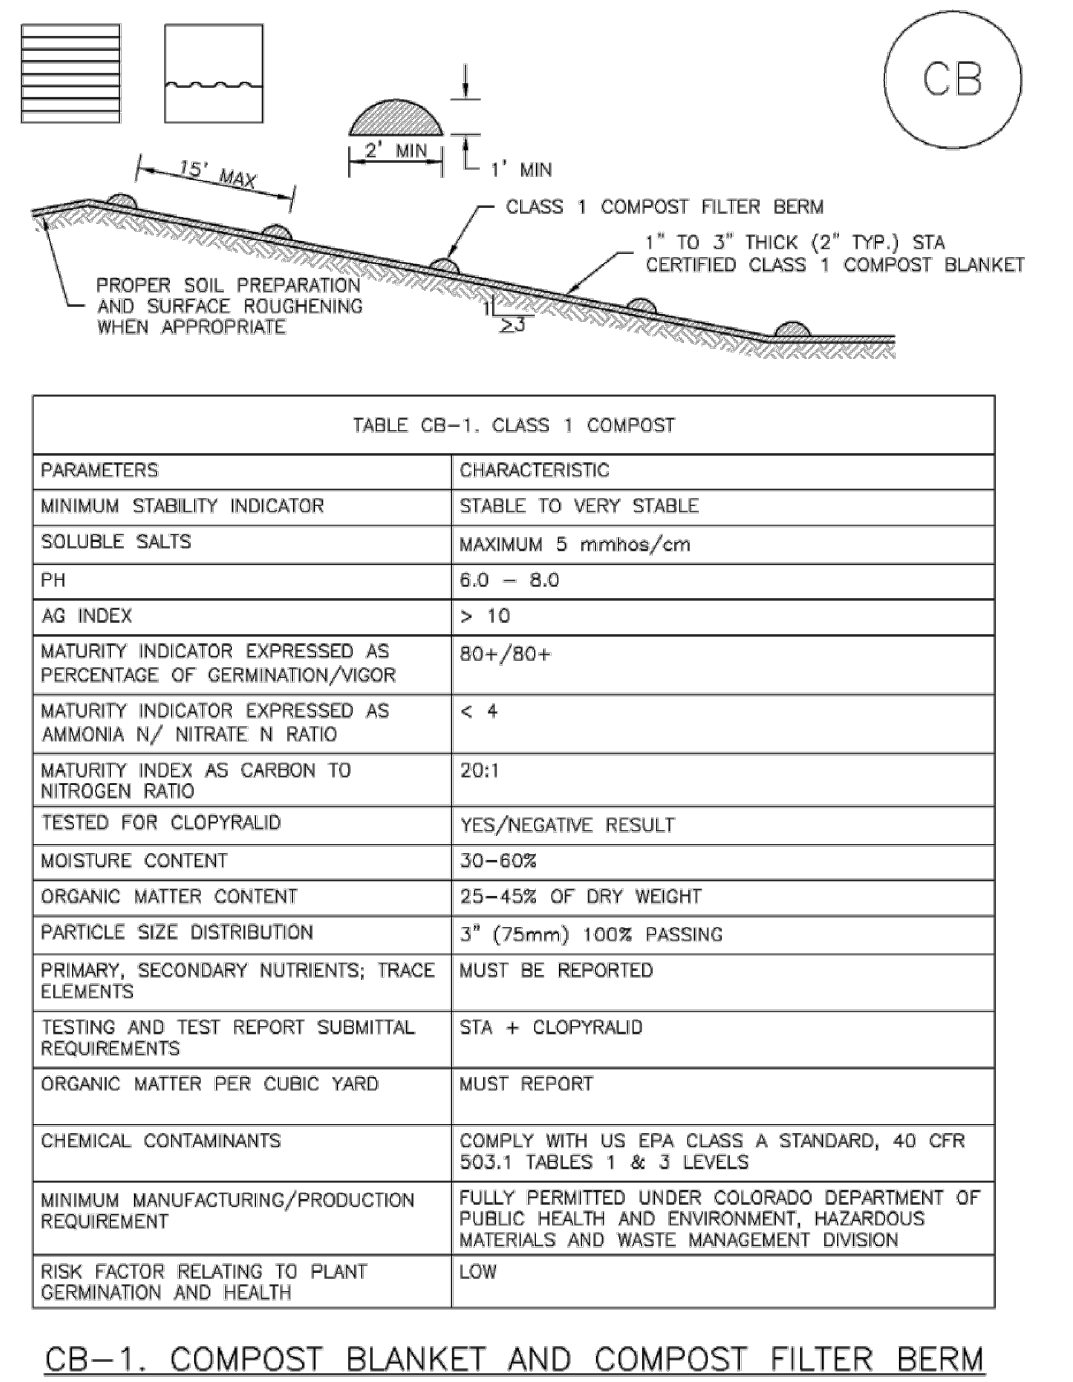 CB
2' MIN
1' MIN
15' MAX
CLASS 1 COMPOST FILTER BERM
1" TO 3" THICK (2" TYP.) STA
CERTIFIED CLASS 1 COMPOST BLANKET
PROPER SOIL PREPARATION
AND SURFACE ROUGHENING
WHEN APPROPRIATE
1
≥3
TABLE CB-1. CLASS 1 COMPOST
PARAMETERS
CHARACTERISTIC
MINIMUM STABILITY INDICATOR
STABLE TO VERY STABLE
SOLUBLE SALTS
MAXIMUM 5 mmhos/cm
PH
6.0 - 8.0
AG INDEX
> 10
MATURITY INDICATOR EXPRESSED AS
PERCENTAGE OF GERMINATION/VIGOR
80+/80+
MATURITY INDICATOR EXPRESSED AS
AMMONIA N/ NITRATE N RATIO
< 4
MATURITY INDEX AS CARBON TO
NITROGEN RATIO
20:1
TESTED FOR CLOPYRALID
YES/NEGATIVE RESULT
MOISTURE CONTENT
30-60%
ORGANIC MATTER CONTENT
25-45% OF DRY WEIGHT
PARTICLE SIZE DISTRIBUTION
3" (75mm) 100% PASSING
PRIMARY, SECONDARY NUTRIENTS; TRACE
ELEMENTS
MUST BE REPORTED
TESTING AND TEST REPORT SUBMITTAL
REQUIREMENTS
STA + CLOPYRALID
ORGANIC MATTER PER CUBIC YARD
MUST REPORT
CHEMICAL CONTAMINANTS
COMPLY WITH US EPA CLASS A STANDARD, 40 CFR
503.1 TABLES 1 & 3 LEVELS
MINIMUM MANUFACTURING/PRODUCTION
REQUIREMENT
FULLY PERMITTED UNDER COLORADO DEPARTMENT OF
PUBLIC HEALTH AND ENVIRONMENT, HAZARDOUS
MATERIALS AND WASTE MANAGEMENT DIVISION
RISK FACTOR RELATING TO PLANT
GERMINATION AND HEALTH
LOW
CB-1. COMPOST BLANKET AND COMPOST FILTER BERM